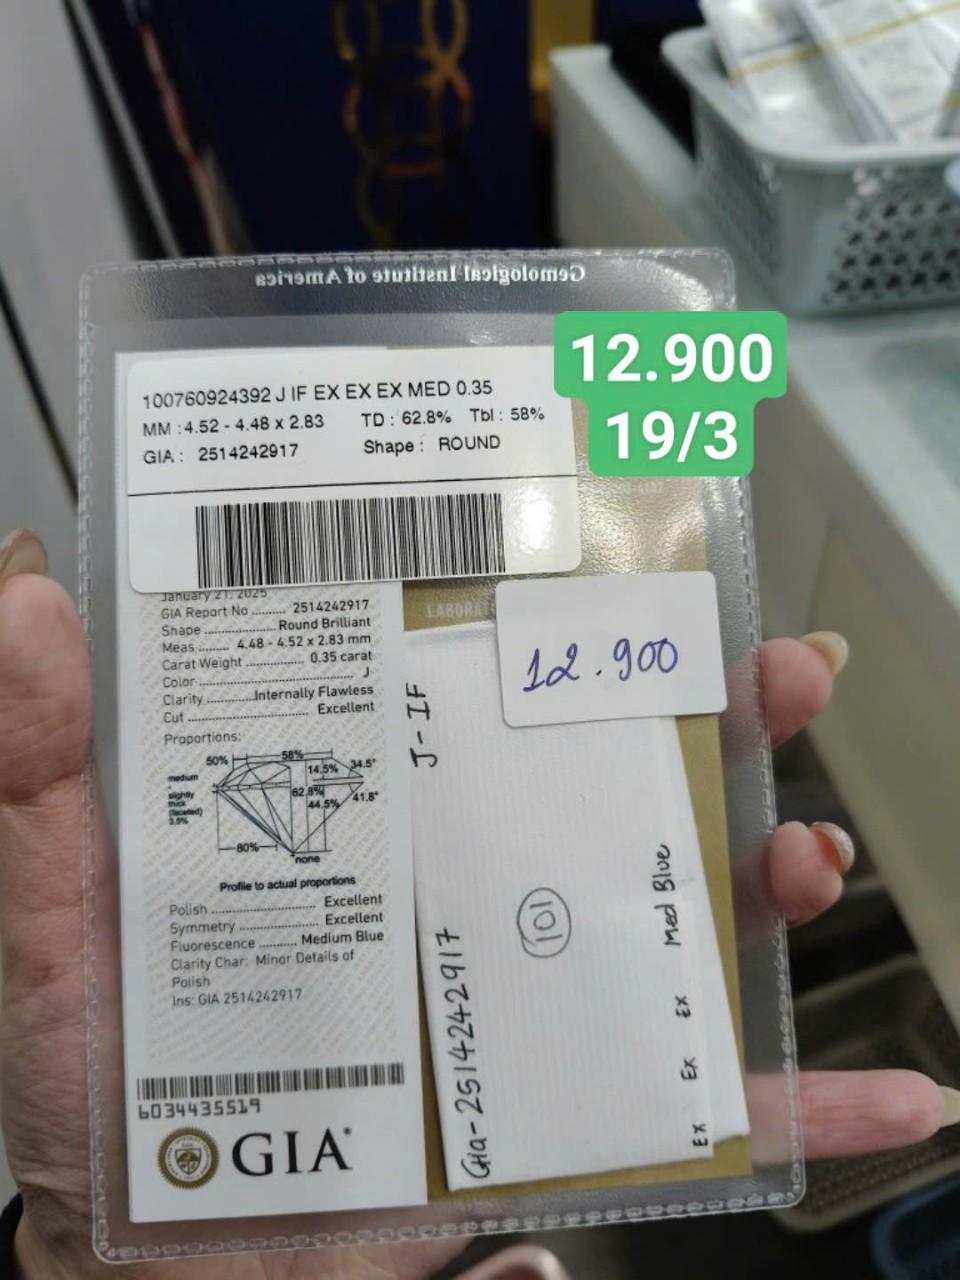 Gemological Institute of America
12.900
19/3
100760924392 J IF EX EX EX MED 0.35
MM :4.52 - 4.48 x 2.83 TD : 62.8% Tbl : 58%
GIA : 2514242917 Shape : ROUND
January 21, 2025
GIA Report No .......... 2514242917
Shape .................... Round Brilliant
Meas ........ 4.48 - 4.52 x 2.83 mm
Carat Weight ............... 0.35 carat
Color .................................... J
Clarity ............Internally Flawless
Cut ............................... Excellent
Proportions:
50%
58%
14.5%
34.5°
medium
-
slightly
thick
(faceted)
3.5%
62.8%
44.5%
41.8°
80%
none
Profile to actual proportions
Polish ........................... Excellent
Symmetry .................... Excellent
Fluorescence .......... Medium Blue
Clarity Char: Minor Details of
Polish
Ins: GIA 2514242917
6034435519
GIA
12.900
J-IF
101
Gia-2514242917
Ex Ex Ex Med Blue